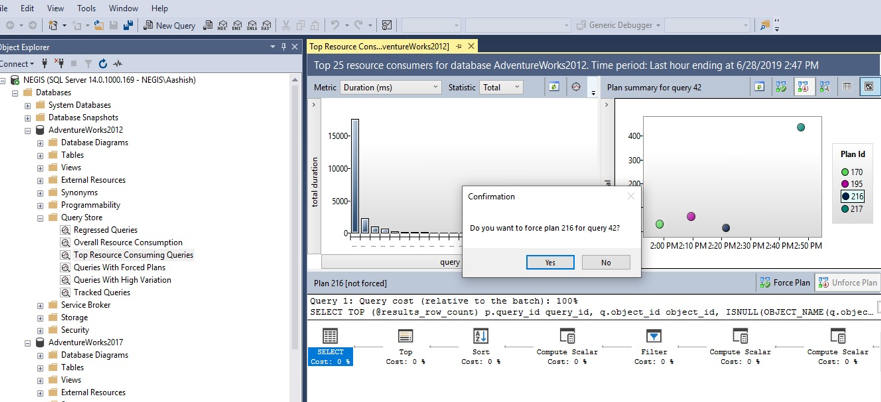 File Edit View Tools Window Help
New Query
MDX DMX XMLA DAX
Generic Debugger
Object Explorer
Connect
NEGIS (SQL Server 14.0.1000.169 - NEGIS\Aashish)
Databases
System Databases
Database Snapshots
AdventureWorks2012
Database Diagrams
Tables
Views
External Resources
Synonyms
Programmability
Query Store
Regressed Queries
Overall Resource Consumption
Top Resource Consuming Queries
Queries With Forced Plans
Queries With High Variation
Tracked Queries
Service Broker
Storage
Security
AdventureWorks2017
Database Diagrams
Tables
Views
External Resources
Top Resource Cons...ventureWorks2012]
Top 25 resource consumers for database AdventureWorks2012. Time period: Last hour ending at 6/28/2019 2:47 PM
Metric Duration (ms) Statistic Total
Plan summary for query 42
total duration
15000
10000
5000
0
query
400
300
200
2:00 PM 2:10 PM 2:20 PM 2:30 PM 2:40 PM 2:50 PM
Plan Id
170
195
216
217
Confirmation
Do you want to force plan 216 for query 42?
Yes No
Plan 216 [not forced]
Force Plan Unforce Plan
Query 1: Query cost (relative to the batch): 100%
SELECT TOP (@results_row_count) p.query_id query_id, q.object_id object_id, ISNULL(OBJECT_NAME(q.objec...
SELECT
Cost: 0 %
Top
Cost: 0 %
Sort
Cost: 0 %
Compute Scalar
Cost: 0 %
Filter
Cost: 0 %
Compute Scalar
Cost: 0 %
Compute Scalar
Cost: 0 %